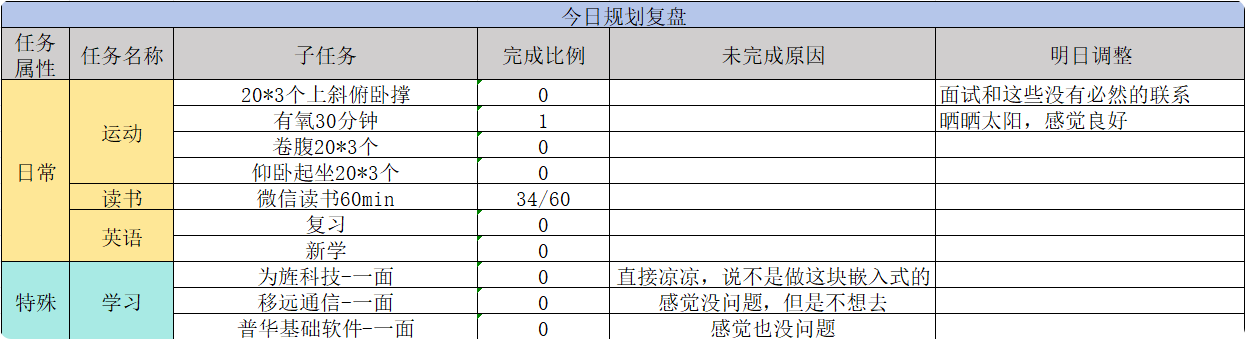 今日规划复盘
任务属性 任务名称 子任务 完成比例 未完成原因 明日调整
日常 运动 20*3个上斜俯卧撑 0 面试和这些没有必然的联系
有氧30分钟 1 晒晒太阳，感觉良好
卷腹20*3个 0
仰卧起坐20*3个 0
读书 微信读书60min 34/60
英语 复习 0
新学 0
特殊 学习 为旌科技-一面 0 直接凉凉，说不是做这块嵌入式的
移远通信-一面 0 感觉没问题，但是不想去
普华基础软件-一面 0 感觉也没问题